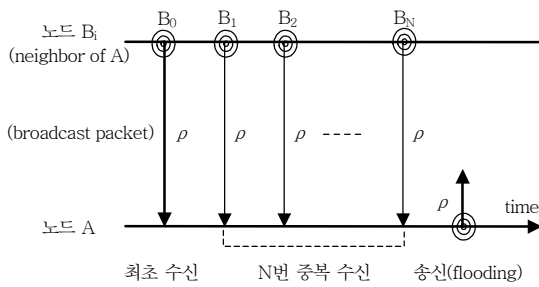 노드 Bi B0 B1 B2 BN
(neighbor of A)
(broadcast packet) ρ ρ ρ ---- ρ
ρ time
노드 A
최초 수신 N번 중복 수신 송신(flooding)